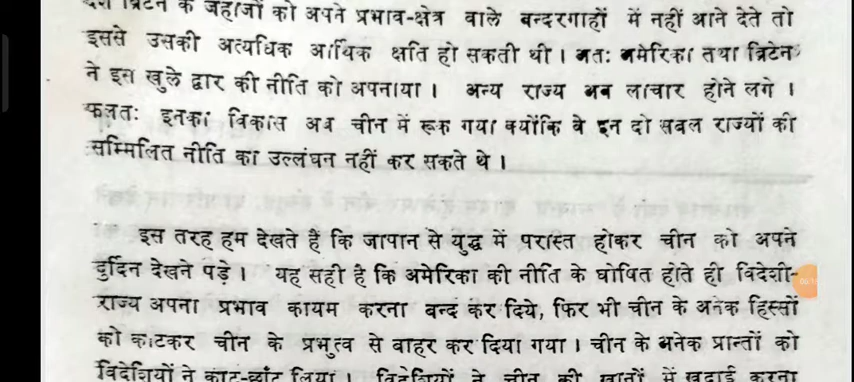 देश ब्रिटेन के जहाजों को अपने प्रभाव-क्षेत्र वाले बन्दरगाहों में नहीं आने देते तो
इससे उसकी अत्यधिक आर्थिक क्षति हो सकती थी। अतः अमेरिका तथा ब्रिटेन
ने इस खुले द्वार की नीति को अपनाया। अन्य राज्य अब लाचार होने लगे।
फलतः इनका विकास अब चीन में रूक गया क्योंकि वे इन दो सबल राज्यों की
सम्मिलित नीति का उल्लंघन नहीं कर सकते थे।
इस तरह हम देखते हैं कि जापान से युद्ध में परास्त होकर चीन को अपने
दुर्दिन देखने पड़े। यह सही है कि अमेरिका की नीति के घोषित होते ही विदेशी-
राज्य अपना प्रभाव कायम करना बन्द कर दिये, फिर भी चीन के अनेक हिस्सों
को काटकर चीन के प्रभुत्व से बाहर कर दिया गया। चीन के अनेक प्रान्तों को
विदेशियों ने काट-छाँट लिया। विदेशियों ने चीन की खानों में खुदाई करना